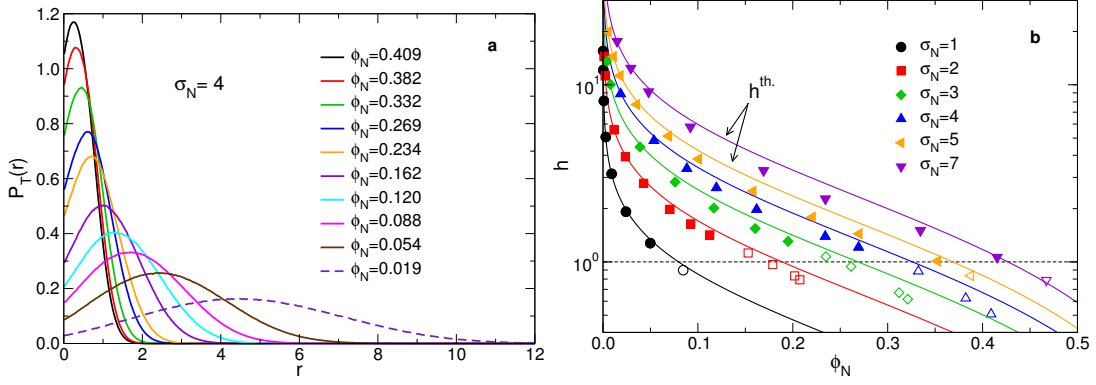 a
σ_N= 4
ϕ_N=0.409
ϕ_N=0.382
ϕ_N=0.332
ϕ_N=0.269
ϕ_N=0.234
ϕ_N=0.162
ϕ_N=0.120
ϕ_N=0.088
ϕ_N=0.054
ϕ_N=0.019
P_T(r)
1.2
1.0
0.8
0.6
0.4
0.2
0.0
0 2 4 6 8 10 12
r
b
h^th.
σ_N=1
σ_N=2
σ_N=3
σ_N=4
σ_N=5
σ_N=7
h
10^1
10^0
0.0 0.1 0.2 0.3 0.4 0.5
ϕ_N